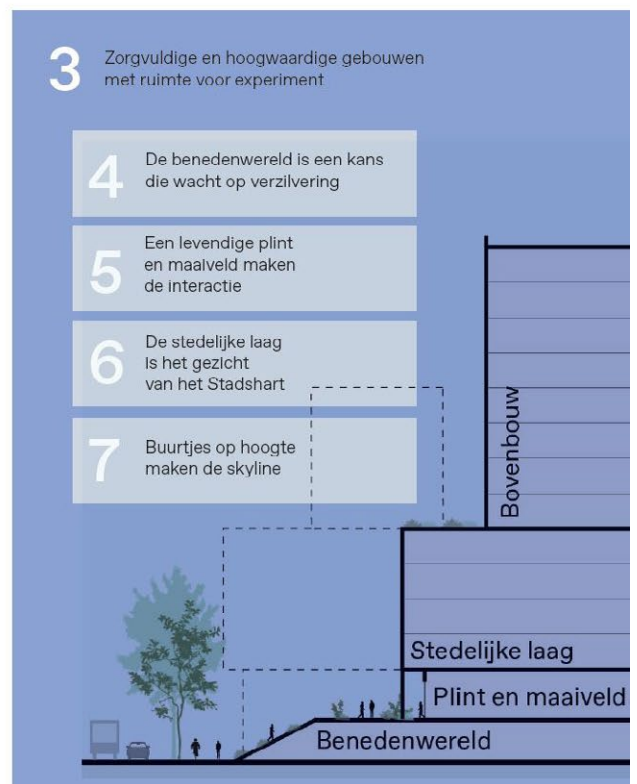 3
Zorgvuldige en hoogwaardige gebouwen
met ruimte voor experiment
4
De benedenwereld is een kans
die wacht op verzilvering
5
Een levendige plint
en maaiveld maken
de interactie
6
De stedelijke laag
is het gezicht
van het Stadshart
7
Buurtjes op hoogte
maken de skyline
Bovenbouw
Stedelijke laag
Plint en maaiveld
Benedenwereld